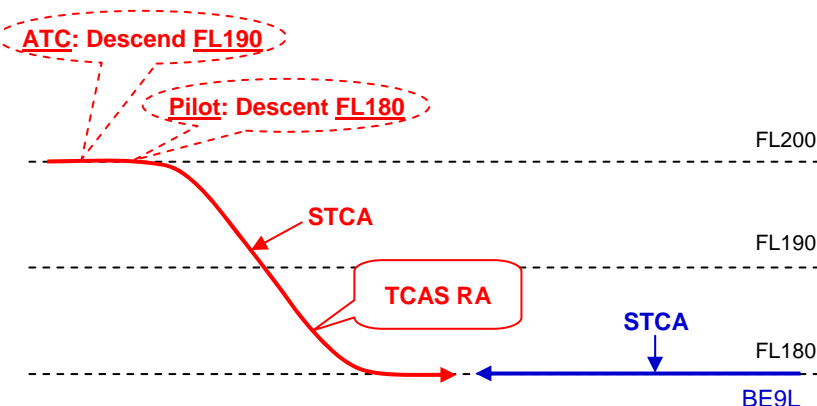 ATC: Descend FL190
Pilot: Descent FL180
FL200
STCA
FL190
TCAS RA
STCA
FL180
BE9L